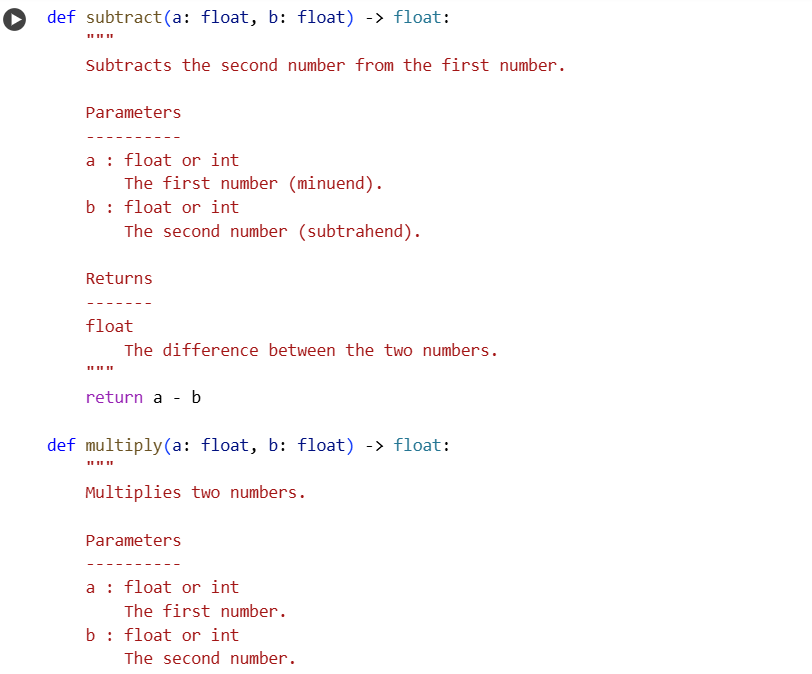 def subtract(a: float, b: float) -> float:
    """
    Subtracts the second number from the first number.

    Parameters
    ----------
    a : float or int
        The first number (minuend).
    b : float or int
        The second number (subtrahend).

    Returns
    -------
    float
        The difference between the two numbers.
    """
    return a - b

def multiply(a: float, b: float) -> float:
    """
    Multiplies two numbers.

    Parameters
    ----------
    a : float or int
        The first number.
    b : float or int
        The second number.